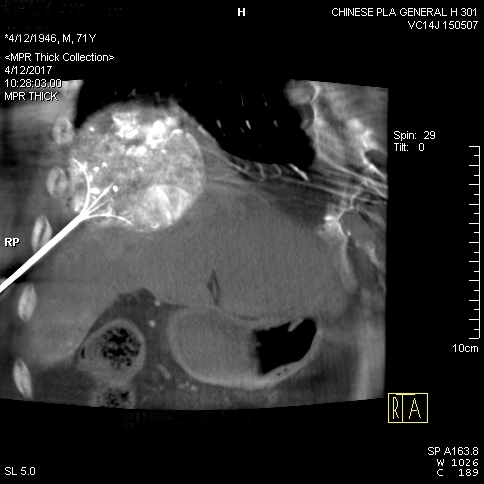 H
CHINESE PLA GENERAL H 301
VC14J 150507
*4/12/1946, M, 71Y
<MPR Thick Collection>
4/12/2017
10:28:03.00
MPR THICK
Spin: 29
Tilt: 0
RP
10cm
R A
SP A163.8
W 1026
C 189
SL 5.0